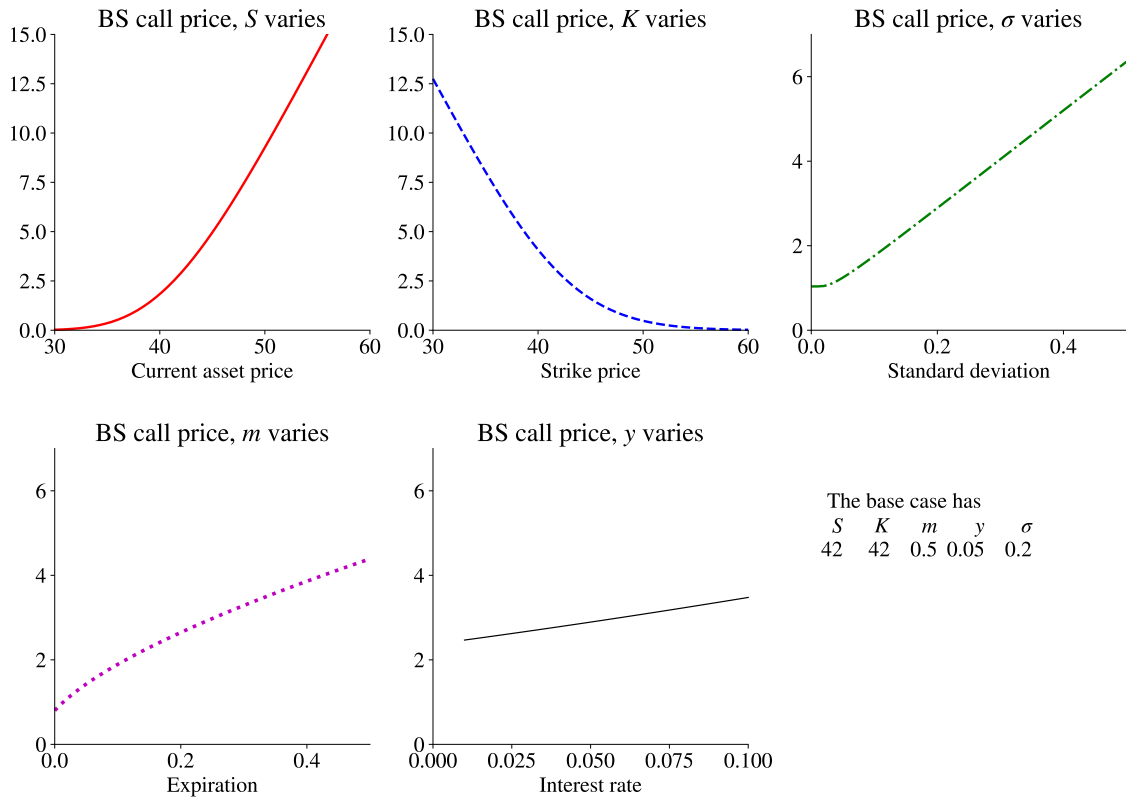 BS call price, S varies
15.0
12.5
10.0
7.5
5.0
2.5
0.0
30 40 50 60
Current asset price
BS call price, K varies
15.0
12.5
10.0
7.5
5.0
2.5
0.0
30 40 50 60
Strike price
BS call price, σ varies
6
4
2
0
0.0 0.2 0.4
Standard deviation
BS call price, m varies
6
4
2
0
0.0 0.2 0.4
Expiration
BS call price, y varies
6
4
2
0
0.000 0.025 0.050 0.075 0.100
Interest rate
The base case has
S K m y σ
42 42 0.5 0.05 0.2